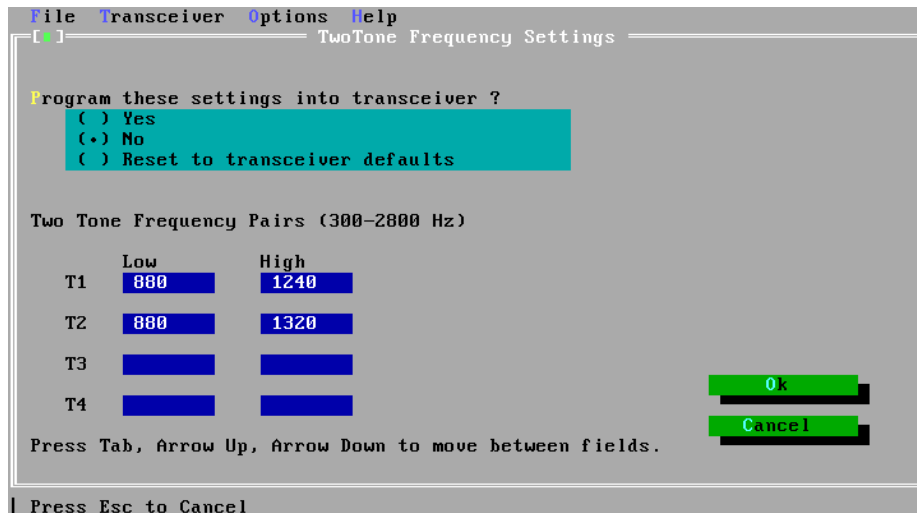 File Transceiver Options Help
[■] TwoTone Frequency Settings
Program these settings into transceiver ?
( ) Yes
(•) No
( ) Reset to transceiver defaults
Two Tone Frequency Pairs (300-2800 Hz)
Low High
T1 880 1240
T2 880 1320
T3
T4
Ok
Cancel
Press Tab, Arrow Up, Arrow Down to move between fields.
Press Esc to Cancel